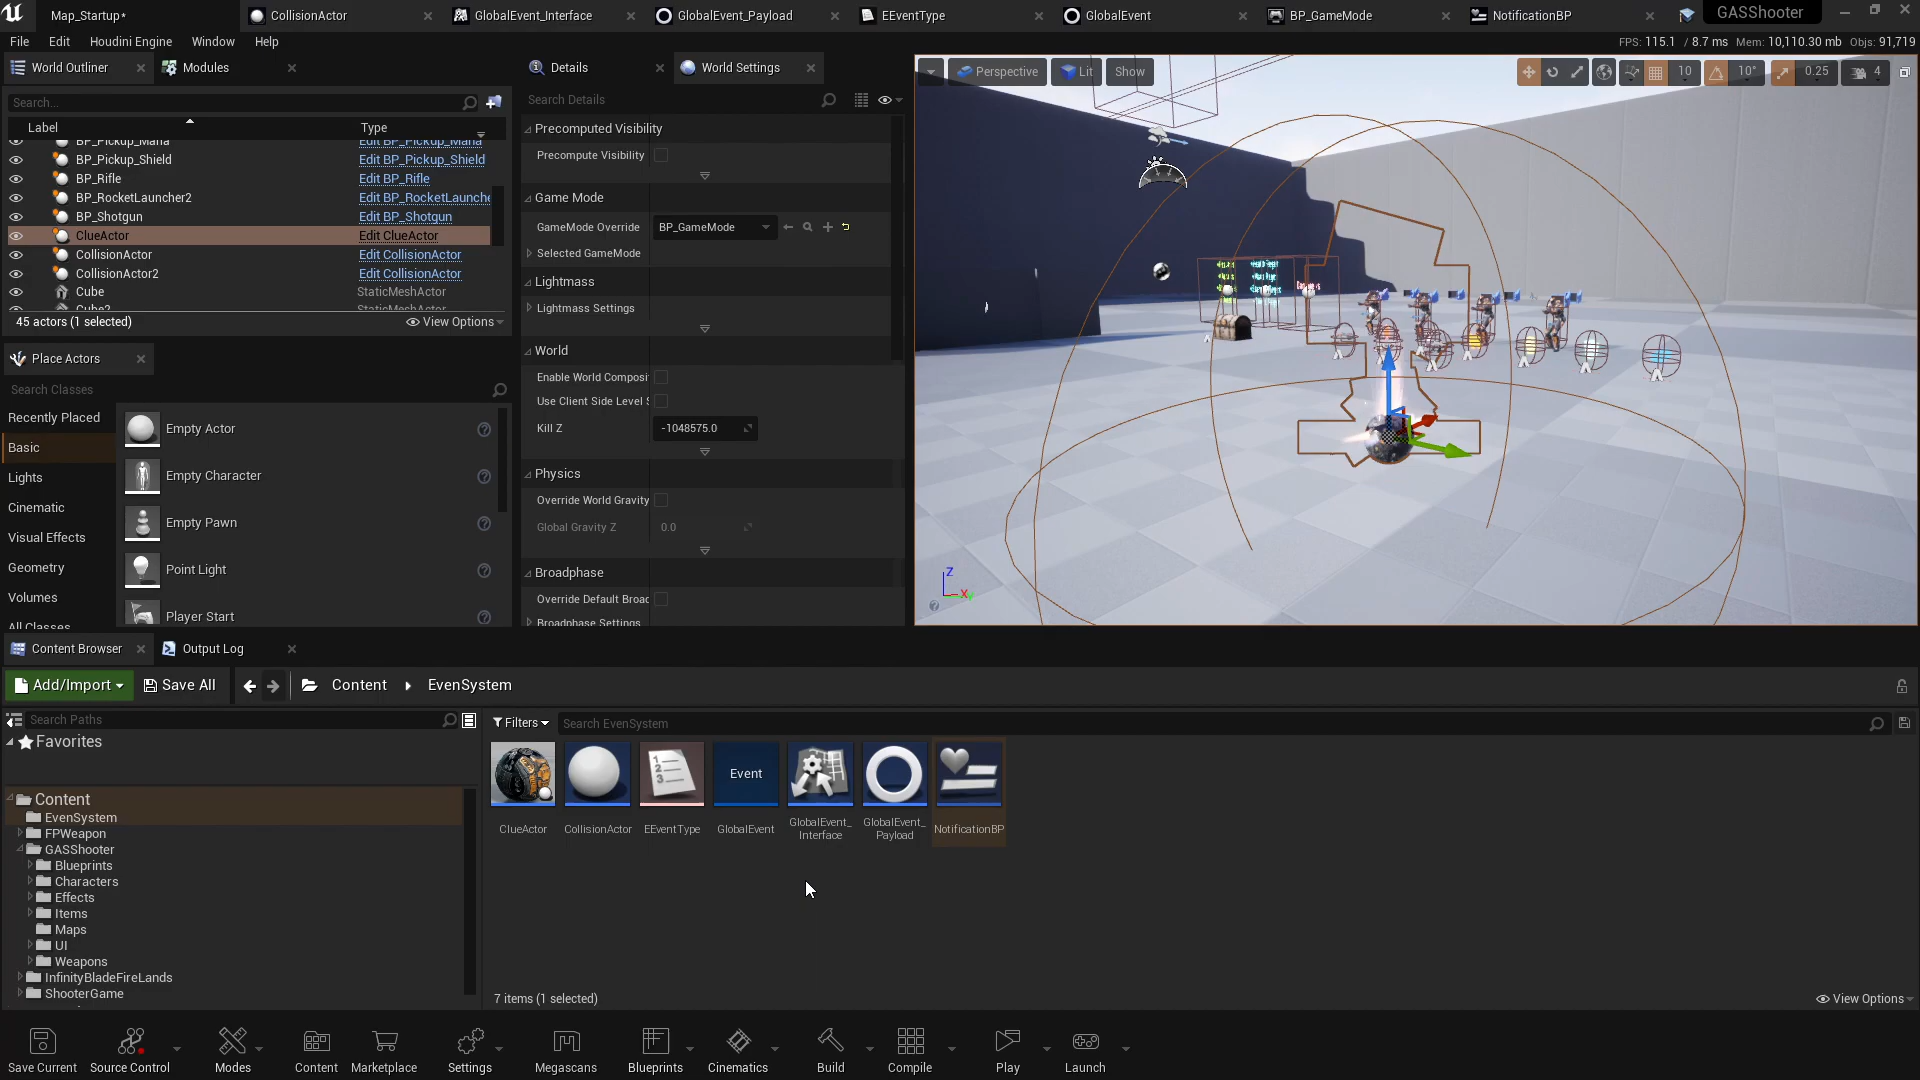 Map_Startup*
CollisionActor
GlobalEvent_Interface
GlobalEvent_Payload
EEventType
GlobalEvent
BP_GameMode
NotificationBP
GASShooter
File Edit Houdini Engine Window Help
FPS: 115.1 / 8.7 ms Mem: 10,110.30 mb Objs: 91,719
World Outliner
Modules
Search...
Label
Type
BP_Pickup_Mana Edit BP_Pickup_Mana
BP_Pickup_Shield Edit BP_Pickup_Shield
BP_Rifle Edit BP_Rifle
BP_RocketLauncher2 Edit BP_RocketLaunche
BP_Shotgun Edit BP_Shotgun
ClueActor Edit ClueActor
CollisionActor Edit CollisionActor
CollisionActor2 Edit CollisionActor
Cube StaticMeshActor
Cube2 StaticMeshActor
45 actors (1 selected)
View Options
Place Actors
Search Classes
Recently Placed
Basic
Lights
Cinematic
Visual Effects
Geometry
Volumes
All Classes
Empty Actor
Empty Character
Empty Pawn
Point Light
Player Start
Details
World Settings
Search Details
Precomputed Visibility
Precompute Visibility
Game Mode
GameMode Override BP_GameMode
Selected GameMode
Lightmass
Lightmass Settings
World
Enable World Composi
Use Client Side Level S
Kill Z -1048575.0
Physics
Override World Gravity
Global Gravity Z 0.0
Broadphase
Override Default Broad
Broadphase Settings
Perspective
Lit
Show
10
10°
0.25
4
Z
X
Content Browser
Output Log
Add/Import
Save All
Content
EvenSystem
Search Paths
Favorites
Content
EvenSystem
FPWeapon
GASShooter
Blueprints
Characters
Effects
Items
Maps
UI
Weapons
InfinityBladeFireLands
ShooterGame
Filters
Search EvenSystem
Event
ClueActor
CollisionActor
EEventType
GlobalEvent
GlobalEvent_
Interface
GlobalEvent_
Payload
NotificationBP
7 items (1 selected)
View Options
Save Current
Source Control
Modes
Content
Marketplace
Settings
Megascans
Blueprints
Cinematics
Build
Compile
Play
Launch